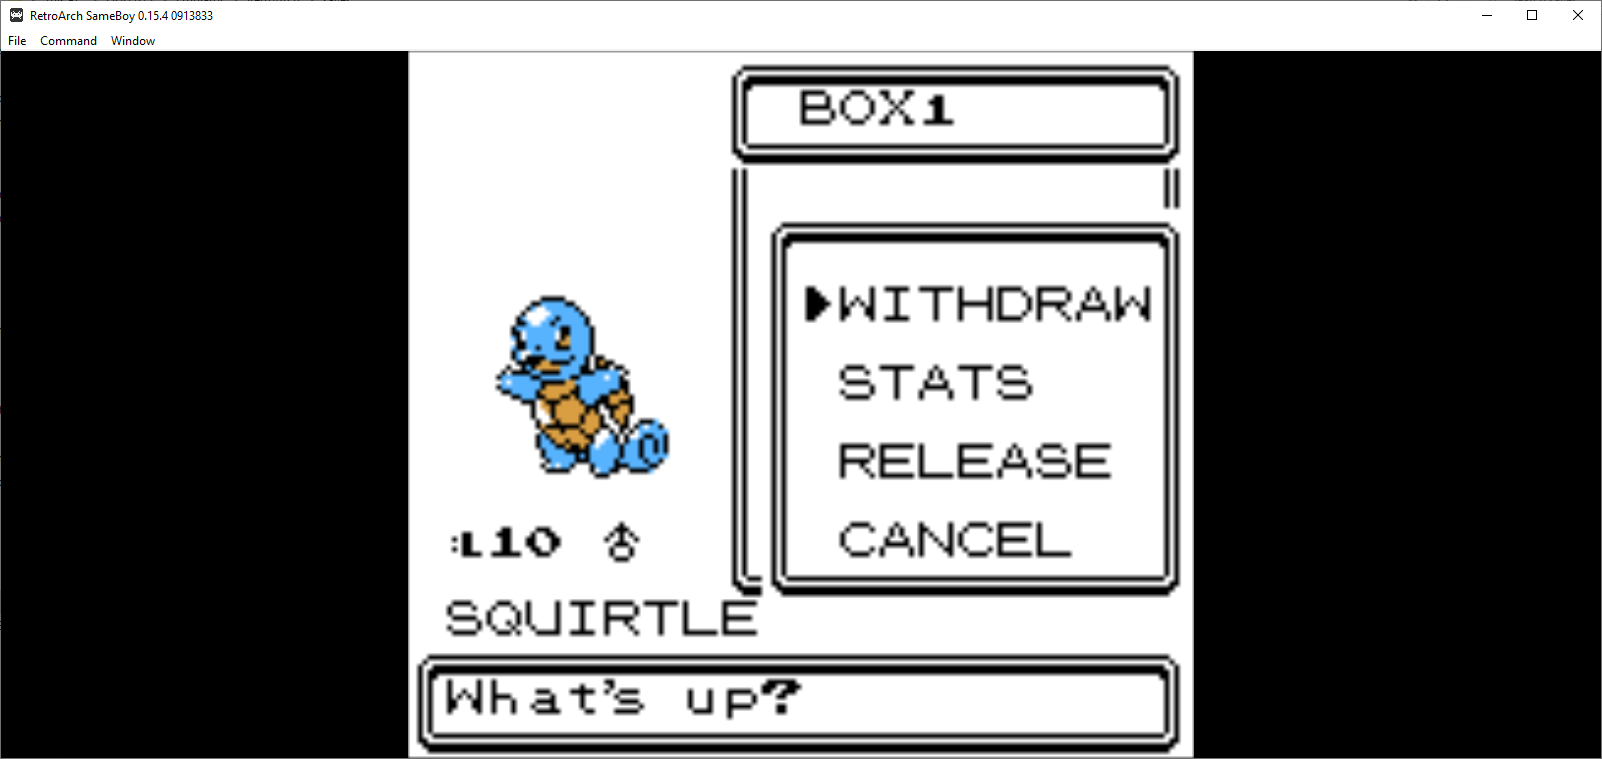 RetroArch SameBoy 0.15.4 0913833
File Command Window
BOX1
WITHDRAW
STATS
RELEASE
CANCEL
:L10 ♂
SQUIRTLE
What's up?